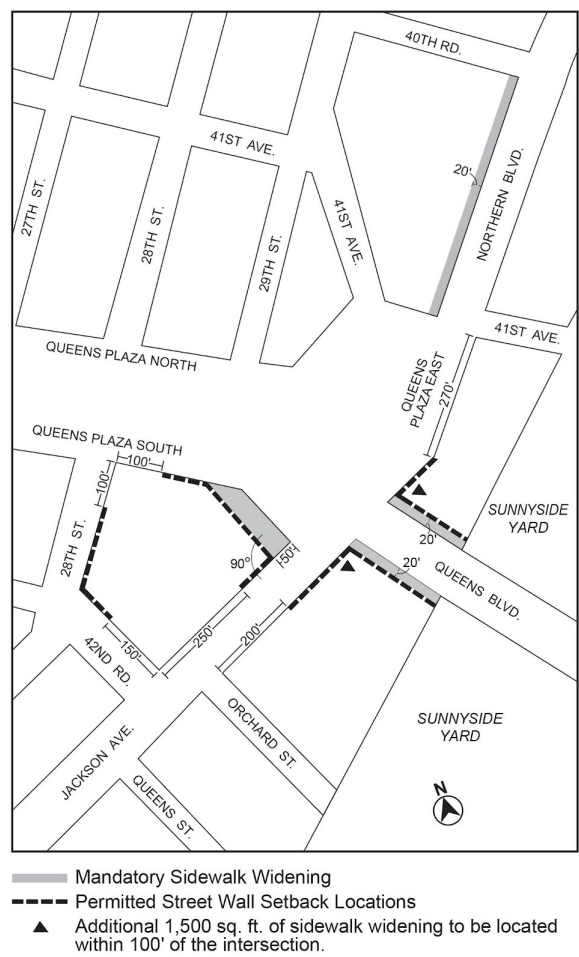 40TH RD.
41ST AVE.
20'
NORTHERN BLVD.
27TH ST.
28TH ST.
29TH ST.
41ST AVE.
41ST AVE.
QUEENS PLAZA NORTH
QUEENS
PLAZA EAST
270'
QUEENS PLAZA SOUTH
100'
100'
SUNNYSIDE
YARD
28TH ST.
90°
50'
20'
20'
QUEENS BLVD.
150'
250'
200'
42ND RD.
ORCHARD ST.
SUNNYSIDE
YARD
JACKSON AVE.
QUEENS ST.
N
Mandatory Sidewalk Widening
Permitted Street Wall Setback Locations
Additional 1,500 sq. ft. of sidewalk widening to be located
within 100' of the intersection.